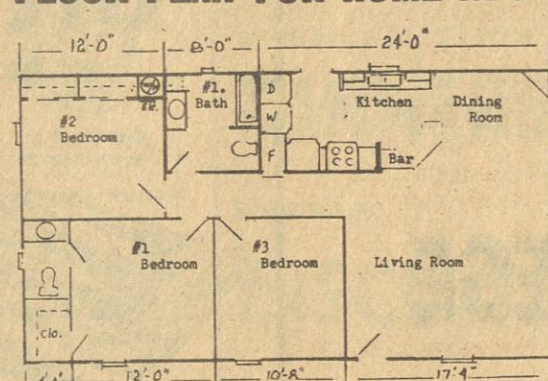 12'-0" 8'-0" 24'-0"
D
#1.
Bath
Kitchen
Dining
Room
W
#2
Bedroom
F
Bar
#1
Bedroom
#3
Bedroom
Living Room
Clo.
12'-0" 10'-8" 17'-4"